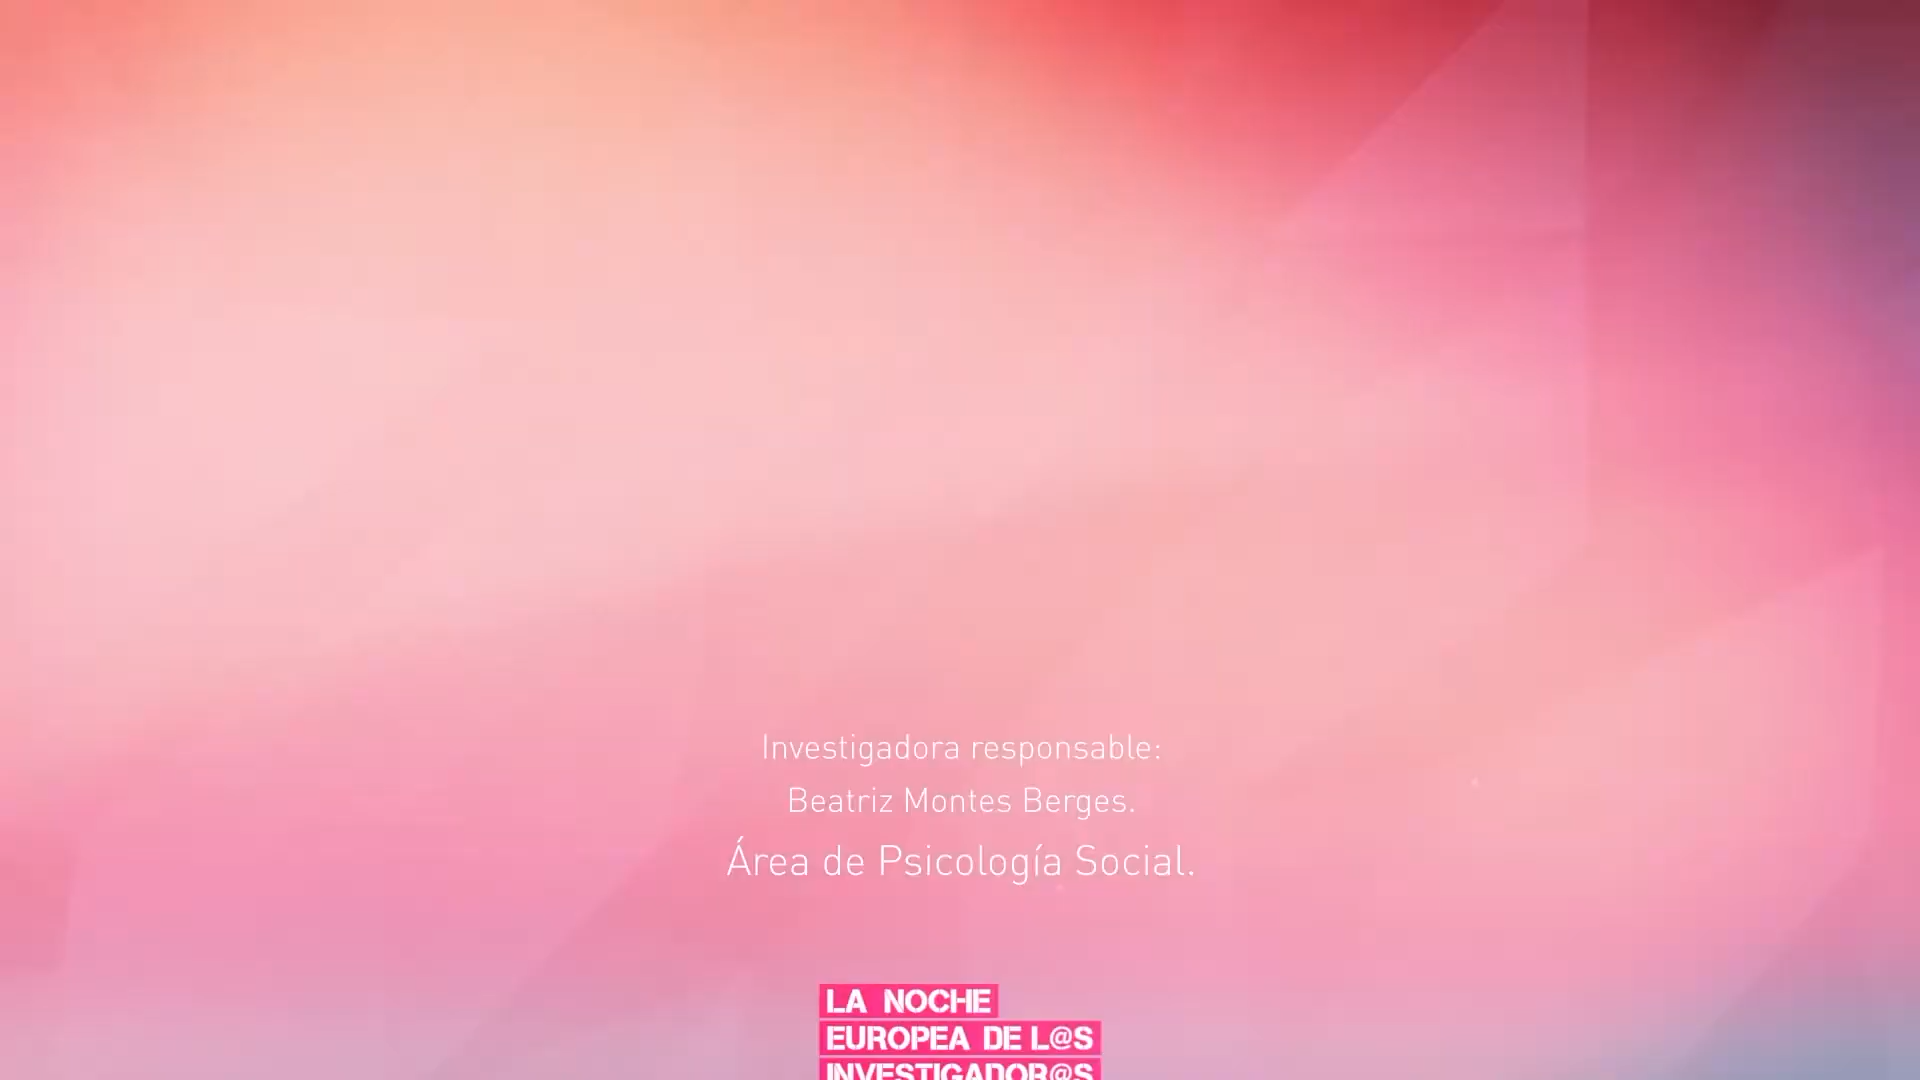 Investigadora responsable:
Beatriz Montes Berges.
Área de Psicología Social.
LA NOCHE
EUROPEA DE L@S
INVESTIGADOR@S